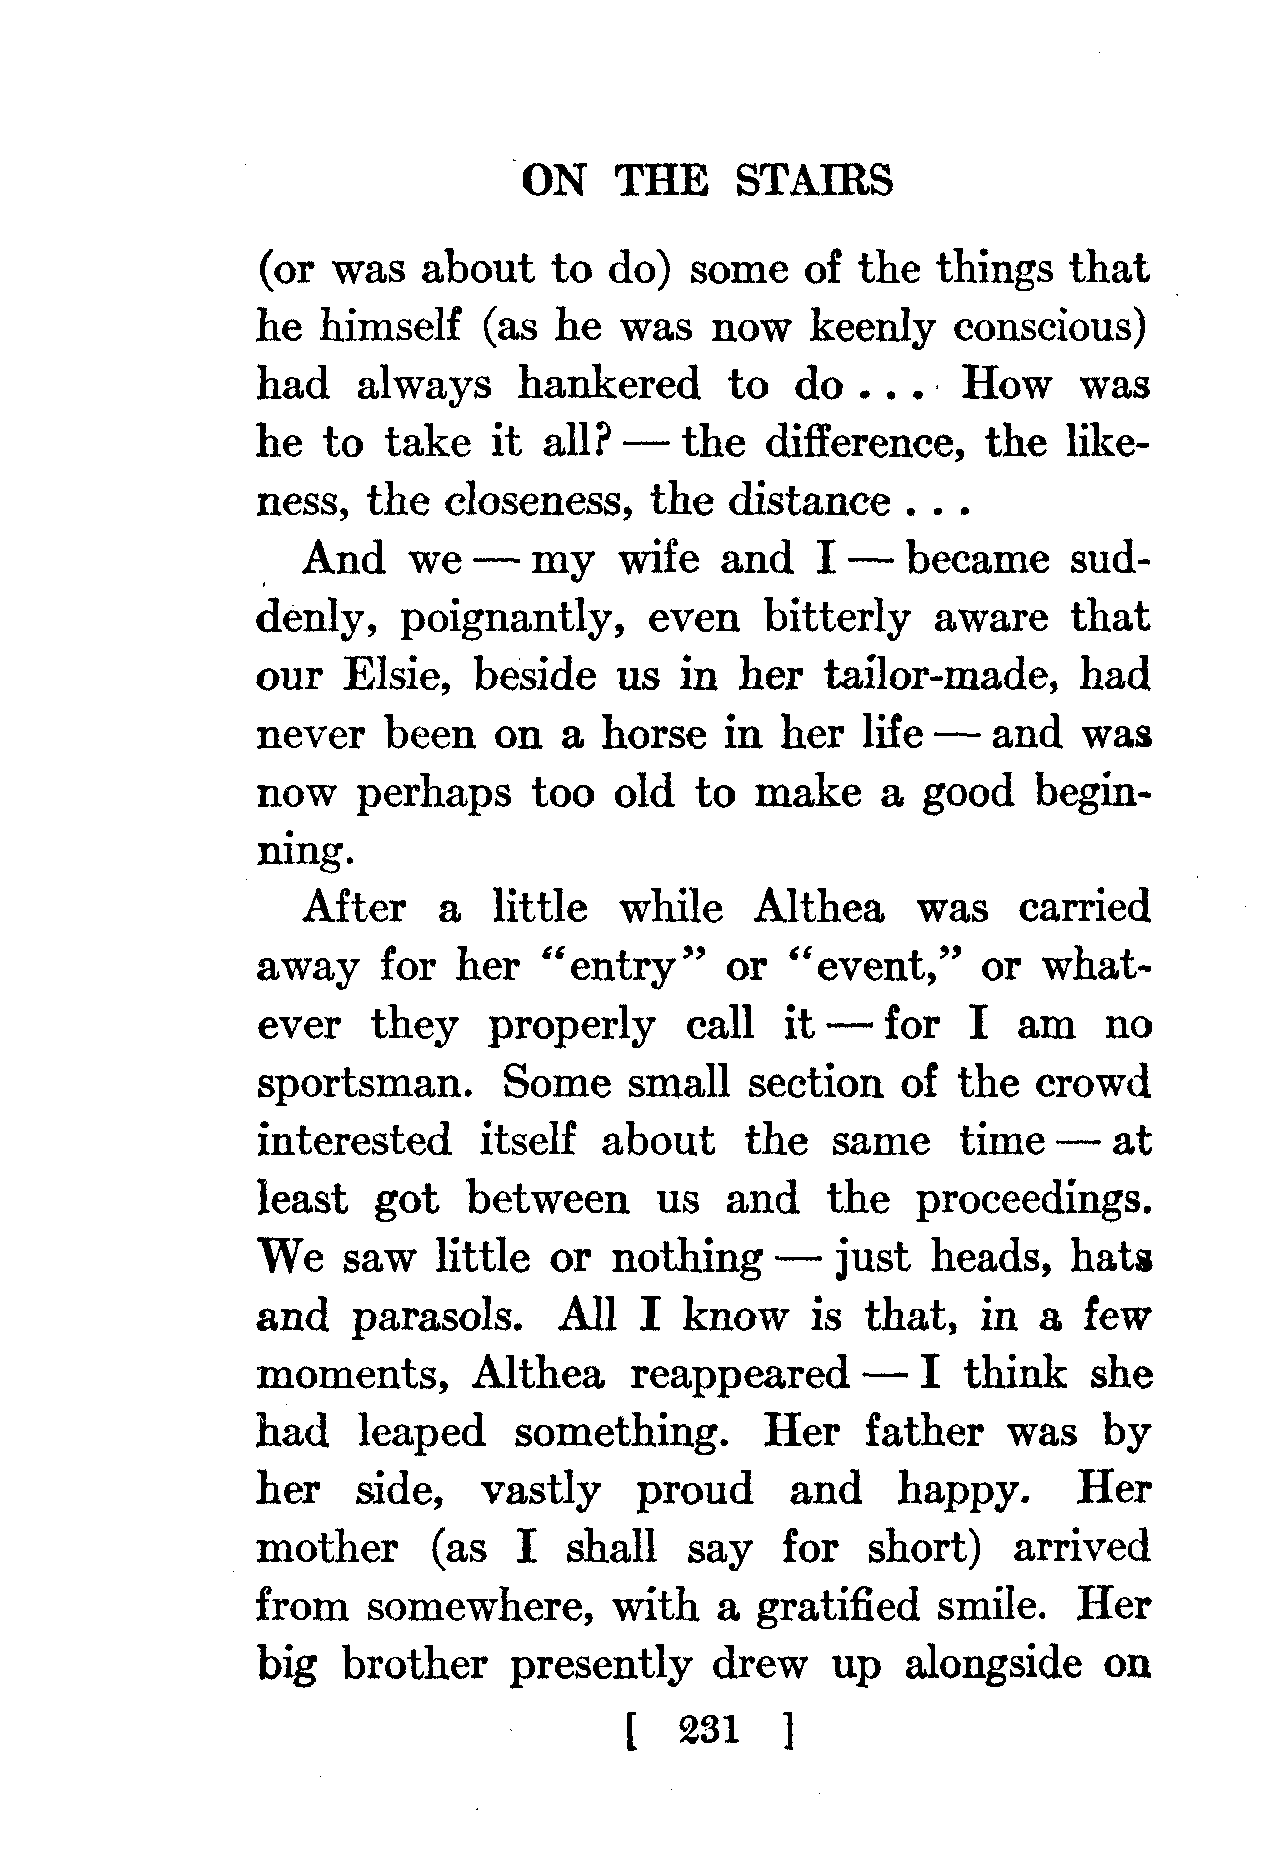 ON THE STAIRS
(or was about to do) some of the things that
he himself (as he was now keenly conscious)
had always hankered to do . . . How was
he to take it all? — the difference, the like-
ness, the closeness, the distance . . .
And we — my wife and I — became sud-
denly, poignantly, even bitterly aware that
our Elsie, beside us in her tailor-made, had
never been on a horse in her life — and was
now perhaps too old to make a good begin-
ning.
After a little while Althea was carried
away for her “entry” or “event,” or what-
ever they properly call it — for I am no
sportsman. Some small section of the crowd
interested itself about the same time — at
least got between us and the proceedings.
We saw little or nothing — just heads, hats
and parasols. All I know is that, in a few
moments, Althea reappeared — I think she
had leaped something. Her father was by
her side, vastly proud and happy. Her
mother (as I shall say for short) arrived
from somewhere, with a gratified smile. Her
big brother presently drew up alongside on
[ 231 ]